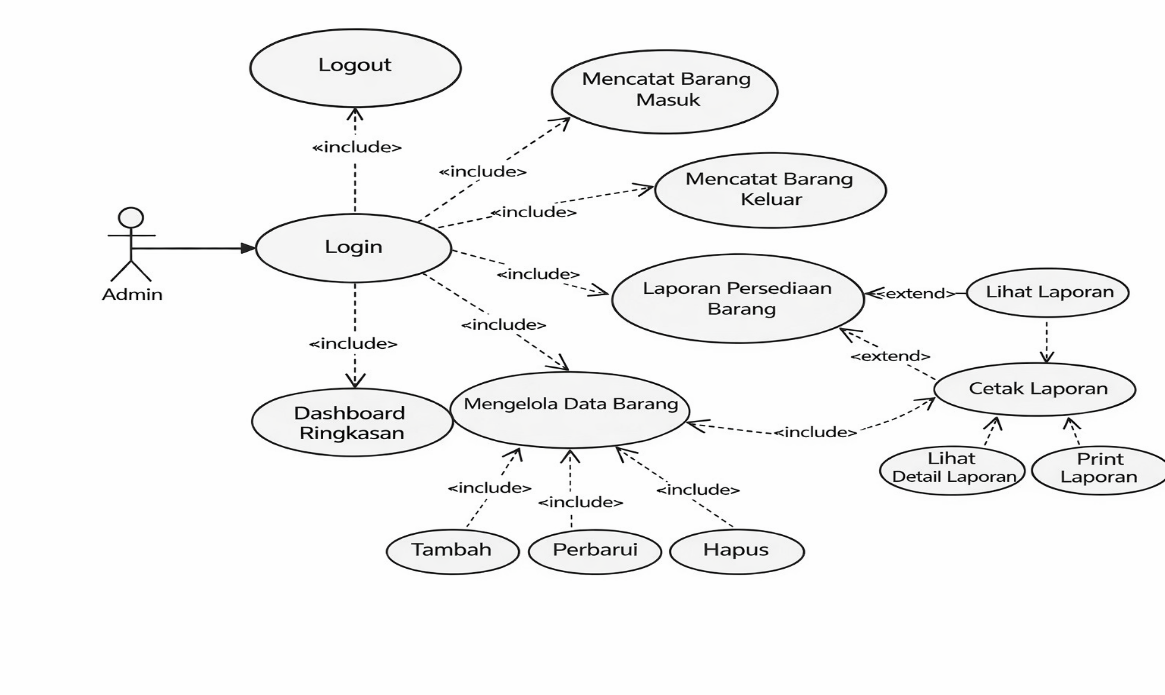 Logout
Mencatat Barang
Masuk
<include>
<include>
Mencatat Barang
Keluar
<include>
Login
Admin
<include>
Laporan Persediaan
Barang
<extend>
Lihat Laporan
<include>
<include>
<extend>
Cetak Laporan
Dashboard
Ringkasan
Mengelola Data Barang
<include>
Lihat
Detail Laporan
Print
Laporan
<include>
<include>
<include>
Tambah
Perbarui
Hapus